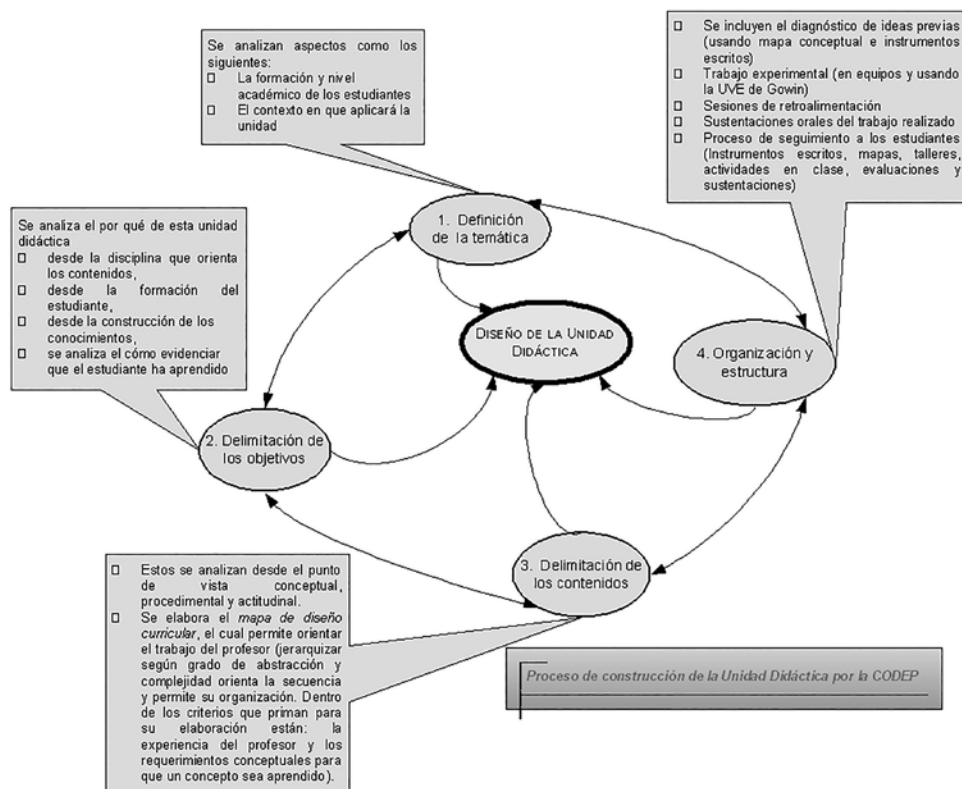 Se analizan aspectos como los
siguientes:
▯ La formación y nivel
académico de los estudiantes
▯ El contexto en que aplicará la
unidad
▯ Se incluyen el diagnóstico de ideas previas
(usando mapa conceptual e instrumentos
escritos)
▯ Trabajo experimental (en equipos y usando
la UVE de Gowin)
▯ Sesiones de retroalimentación
▯ Sustentaciones orales del trabajo realizado
▯ Proceso de seguimiento a los estudiantes
(Instrumentos escritos, mapas, talleres,
actividades en clase, evaluaciones y
sustentaciones)
1. Definición
de la temática
Se analiza el por qué de esta unidad
didáctica
▯ desde la disciplina que orienta
los contenidos,
▯ desde la formación del
estudiante,
▯ desde la construcción de los
conocimientos,
▯ se analiza el cómo evidenciar
que el estudiante ha aprendido
DISEÑO DE LA UNIDAD
DIDÁCTICA
4. Organización y
estructura
2. Delimitación de
los objetivos
3. Delimitación de
los contenidos
▯ Estos se analizan desde el punto
de vista conceptual,
procedimental y actitudinal.
▯ Se elabora el mapa de diseño
curricular, el cual permite orientar
el trabajo del profesor (jerarquizar
según grado de abstracción y
complejidad orienta la secuencia
y permite su organización. Dentro
de los criterios que priman para
su elaboración están: la
experiencia del profesor y los
requerimientos conceptuales para
que un concepto sea aprendido).
Proceso de construcción de la Unidad Didáctica por la CODEP